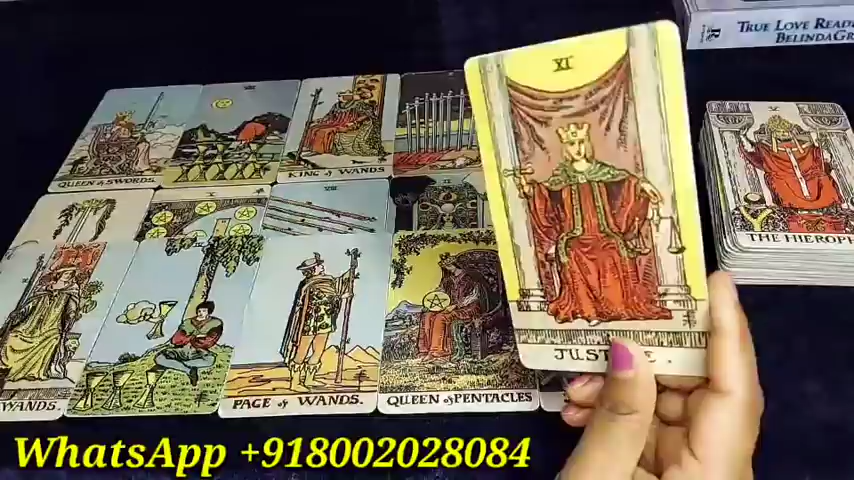 TRUE LOVE READ
BELINDAGR
XI
X
QUEEN of SWORDS.
KING of WANDS.
THE HIEROPH
JUST E.
WANDS.
PAGE of WANDS.
QUEEN of PENTACLES.
WhatsApp +918002028084